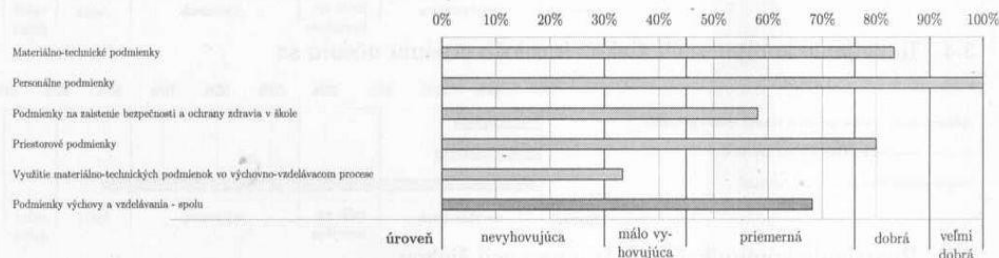 0% 10% 20% 30% 40% 50% 60% 70% 80% 90% 100%
Materiálno-technické podmienky
Personálne podmienky
Podmienky na zaistenie bezpečnosti a ochrany zdravia v škole
Priestorové podmienky
Využitie materiálno-technických podmienok vo výchovno-vzdelávacom procese
Podmienky výchovy a vzdelávania - spolu
úroveň nevyhovujúca málo vy- priemerná dobrá veľmi
hovujúca dobrá